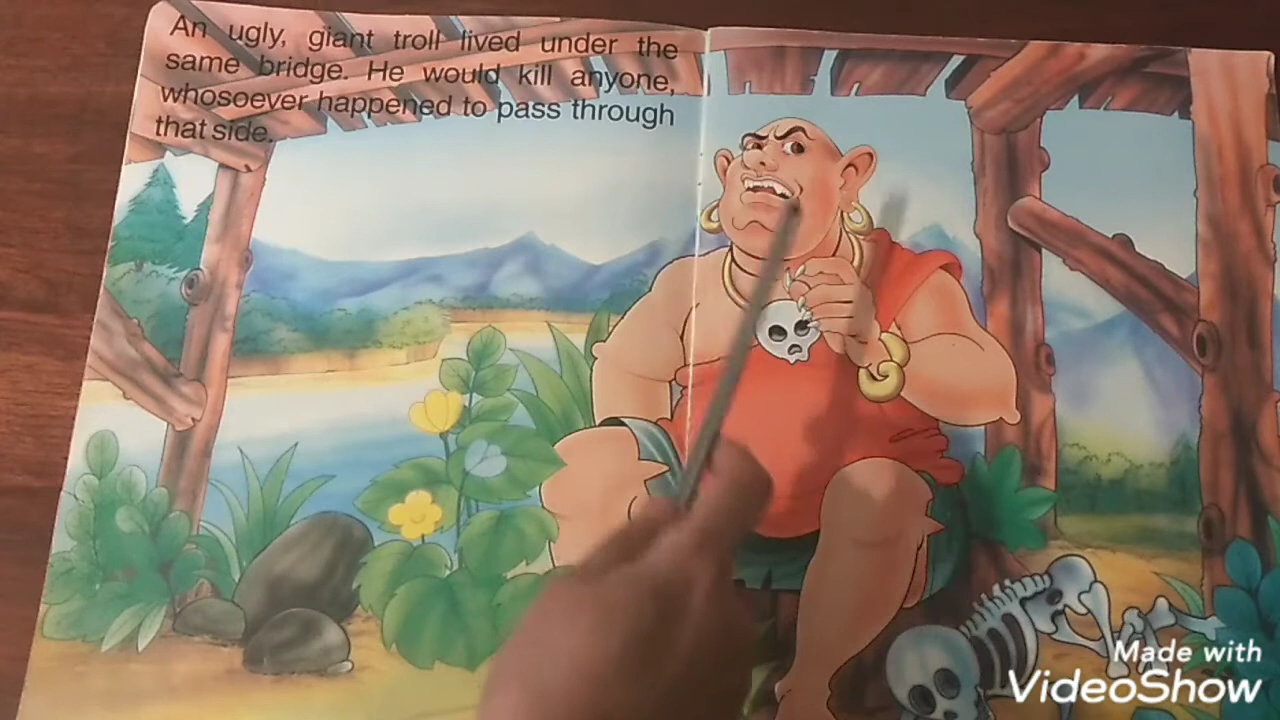 An ugly, giant troll lived under the
same bridge. He would kill anyone,
whosoever happened to pass through
that side.
Made with
VideoShow